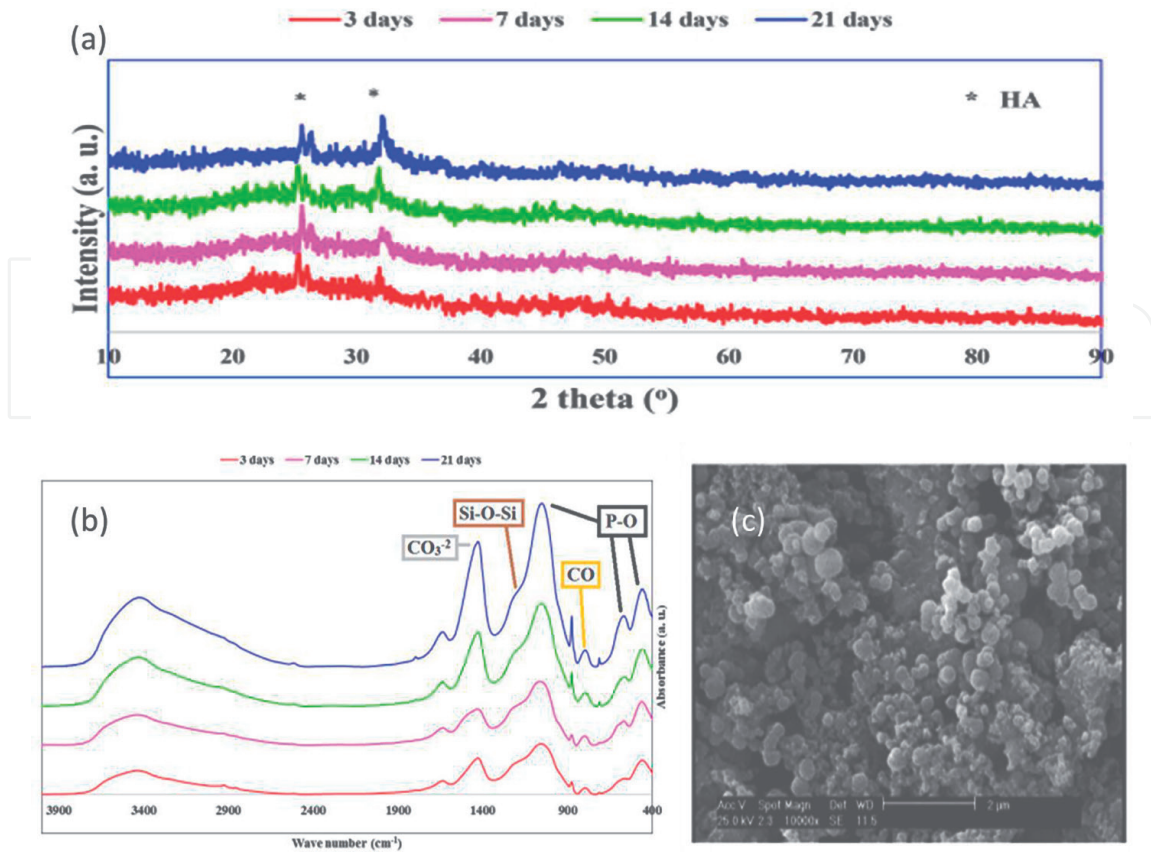 3 days 7 days 14 days 21 days
(a)
* * * HA
Intensity (a. u.)
10 20 30 40 50 60 70 80 90
2 theta (°)
3 days 7 days 14 days 21 days
(b)
Si-O-Si
P-O
CO₃⁻²
CO
Absorbance (a. u.)
3900 3400 2900 2400 1900 1400 900 400
Wave number (cm⁻¹)
(c)
Acc.V Spot Magn Det WD 2 µm
25.0 kV 2.3 10000x SE 11.5